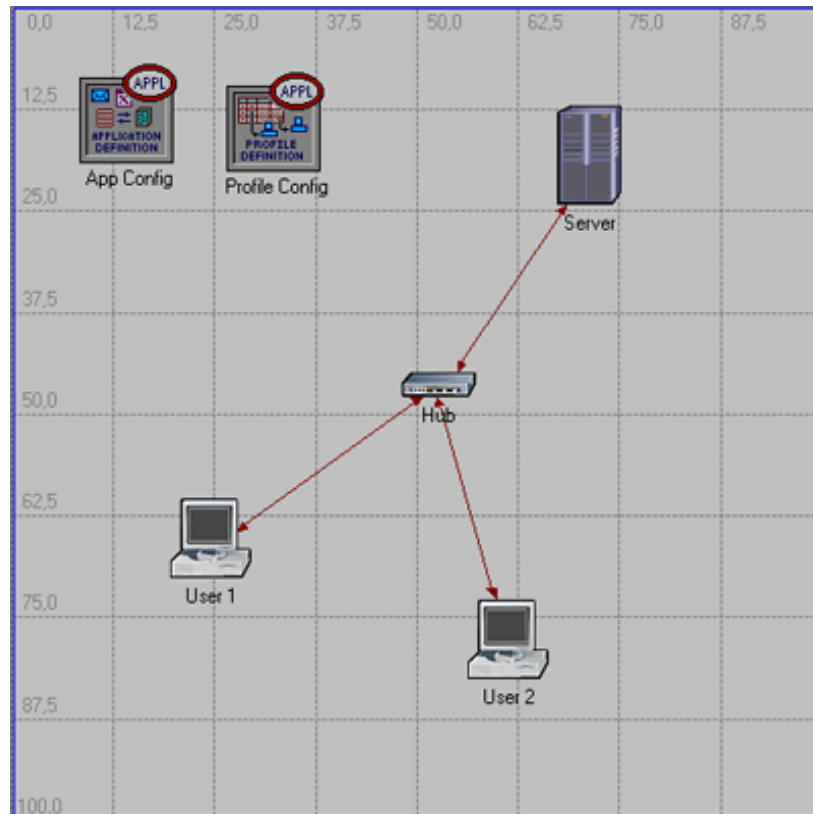 0,0 12,5 25,0 37,5 50,0 62,5 75,0 87,5
APPL
APPL
12,5
APPLICATION
DEFINITION
PROFILE
DEFINITION
App Config
Profile Config
25,0
Server
37,5
50,0
Hub
62,5
User 1
75,0
User 2
87,5
100,0